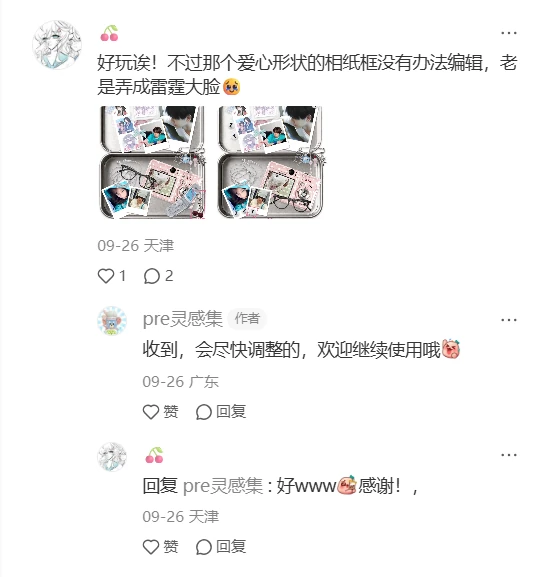 🍒
好玩诶！不过那个爱心形状的相纸框没有办法编辑，老
是弄成雷霆大脸🥹
09-26 天津
1 2
pre灵感集 作者
收到，会尽快调整的，欢迎继续使用哦
09-26 广东
赞 回复
🍒
回复 pre灵感集 : 好www感谢！，
09-26 天津
赞 回复